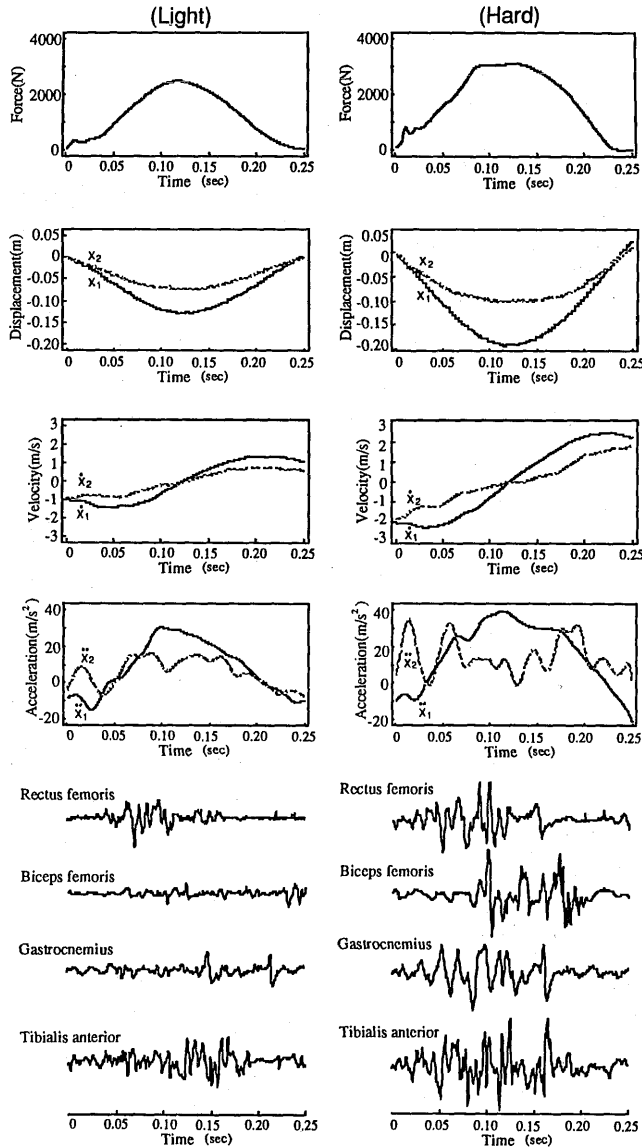 (Light)
(Hard)
Force(N)
4000
2000
0
0 0.05 0.10 0.15 0.20 0.25
Time (sec)
Force(N)
4000
2000
0
0 0.05 0.10 0.15 0.20 0.25
Time (sec)
Displacement(m)
0.05
0
-0.05
-0.10
-0.15
-0.20
X2
X1
0 0.05 0.10 0.15 0.20 0.25
Time (sec)
Displacement(m)
0.05
0
-0.05
-0.10
-0.15
-0.20
X2
X1
0 0.05 0.10 0.15 0.20 0.25
Time (sec)
Velocity(m/s)
3
2
1
0
-1
-2
-3
Ẋ2
Ẋ1
0 0.05 0.10 0.15 0.20 0.25
Time (sec)
Velocity(m/s)
3
2
1
0
-1
-2
-3
Ẋ2
Ẋ1
0 0.05 0.10 0.15 0.20 0.25
Time (sec)
Acceleration(m/s²)
40
20
0
-20
Ẍ2
Ẍ1
0 0.05 0.10 0.15 0.20 0.25
Time (sec)
Acceleration(m/s²)
40
20
0
-20
Ẍ2
Ẍ1
0 0.05 0.10 0.15 0.20 0.25
Time (sec)
Rectus femoris
Biceps femoris
Gastrocnemius
Tibialis anterior
0 0.05 0.10 0.15 0.20 0.25
Time (sec)
Rectus femoris
Biceps femoris
Gastrocnemius
Tibialis anterior
0 0.05 0.10 0.15 0.20 0.25
Time (sec)